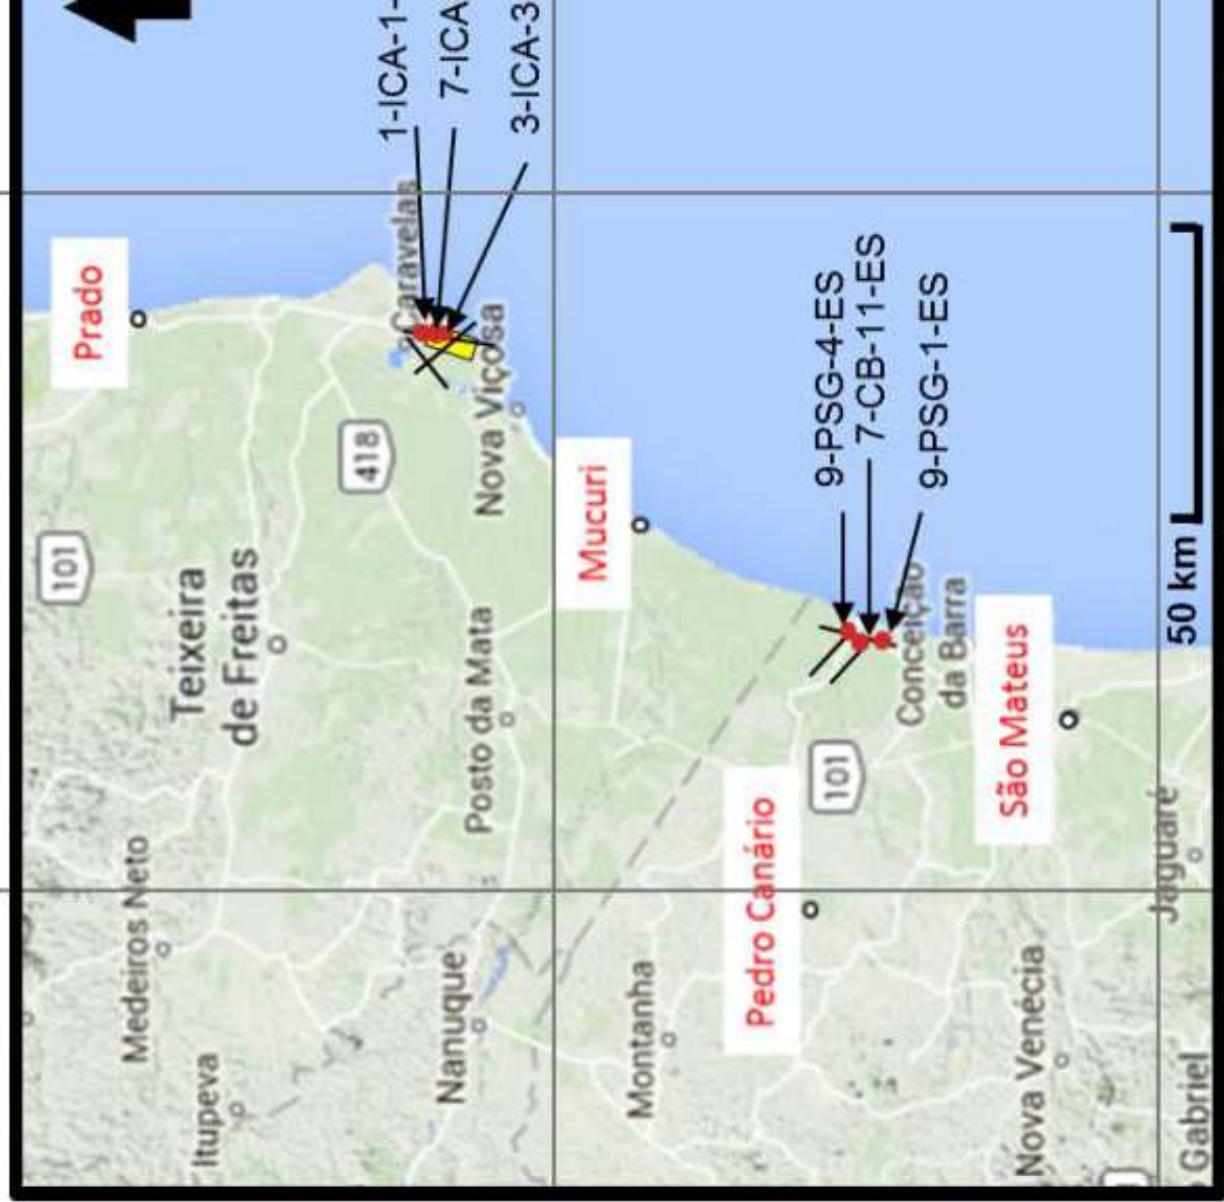 Prado
101
Teixeira
de Freitas
Medeiros Neto
Itupeva
418
Caravelas
1-ICA-1-
7-ICA
3-ICA-3
Nova Viçosa
Posto da Mata
Nanuque
Mucuri
Montanha
Pedro Canário
101
9-PSG-4-ES
7-CB-11-ES
9-PSG-1-ES
Conceição
da Barra
São Mateus
Nova Venécia
Jaguaré
Gabriel
50 km